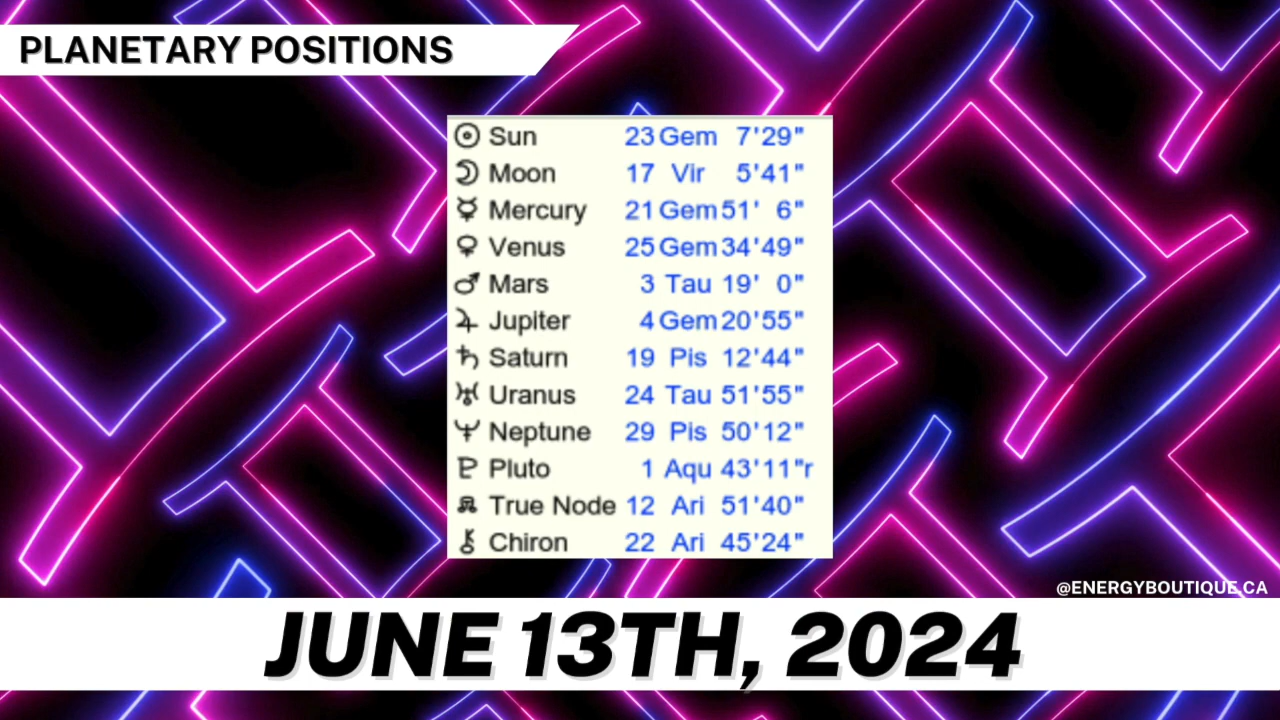 PLANETARY POSITIONS
☉ Sun 23 Gem 7'29"
☽ Moon 17 Vir 5'41"
☿ Mercury 21 Gem 51' 6"
♀ Venus 25 Gem 34'49"
♂ Mars 3 Tau 19' 0"
♃ Jupiter 4 Gem 20'55"
♄ Saturn 19 Pis 12'44"
♅ Uranus 24 Tau 51'55"
♆ Neptune 29 Pis 50'12"
♇ Pluto 1 Aqu 43'11"r
☊ True Node 12 Ari 51'40"
⚷ Chiron 22 Ari 45'24"
@ENERGYBOUTIQUE.CA
JUNE 13TH, 2024